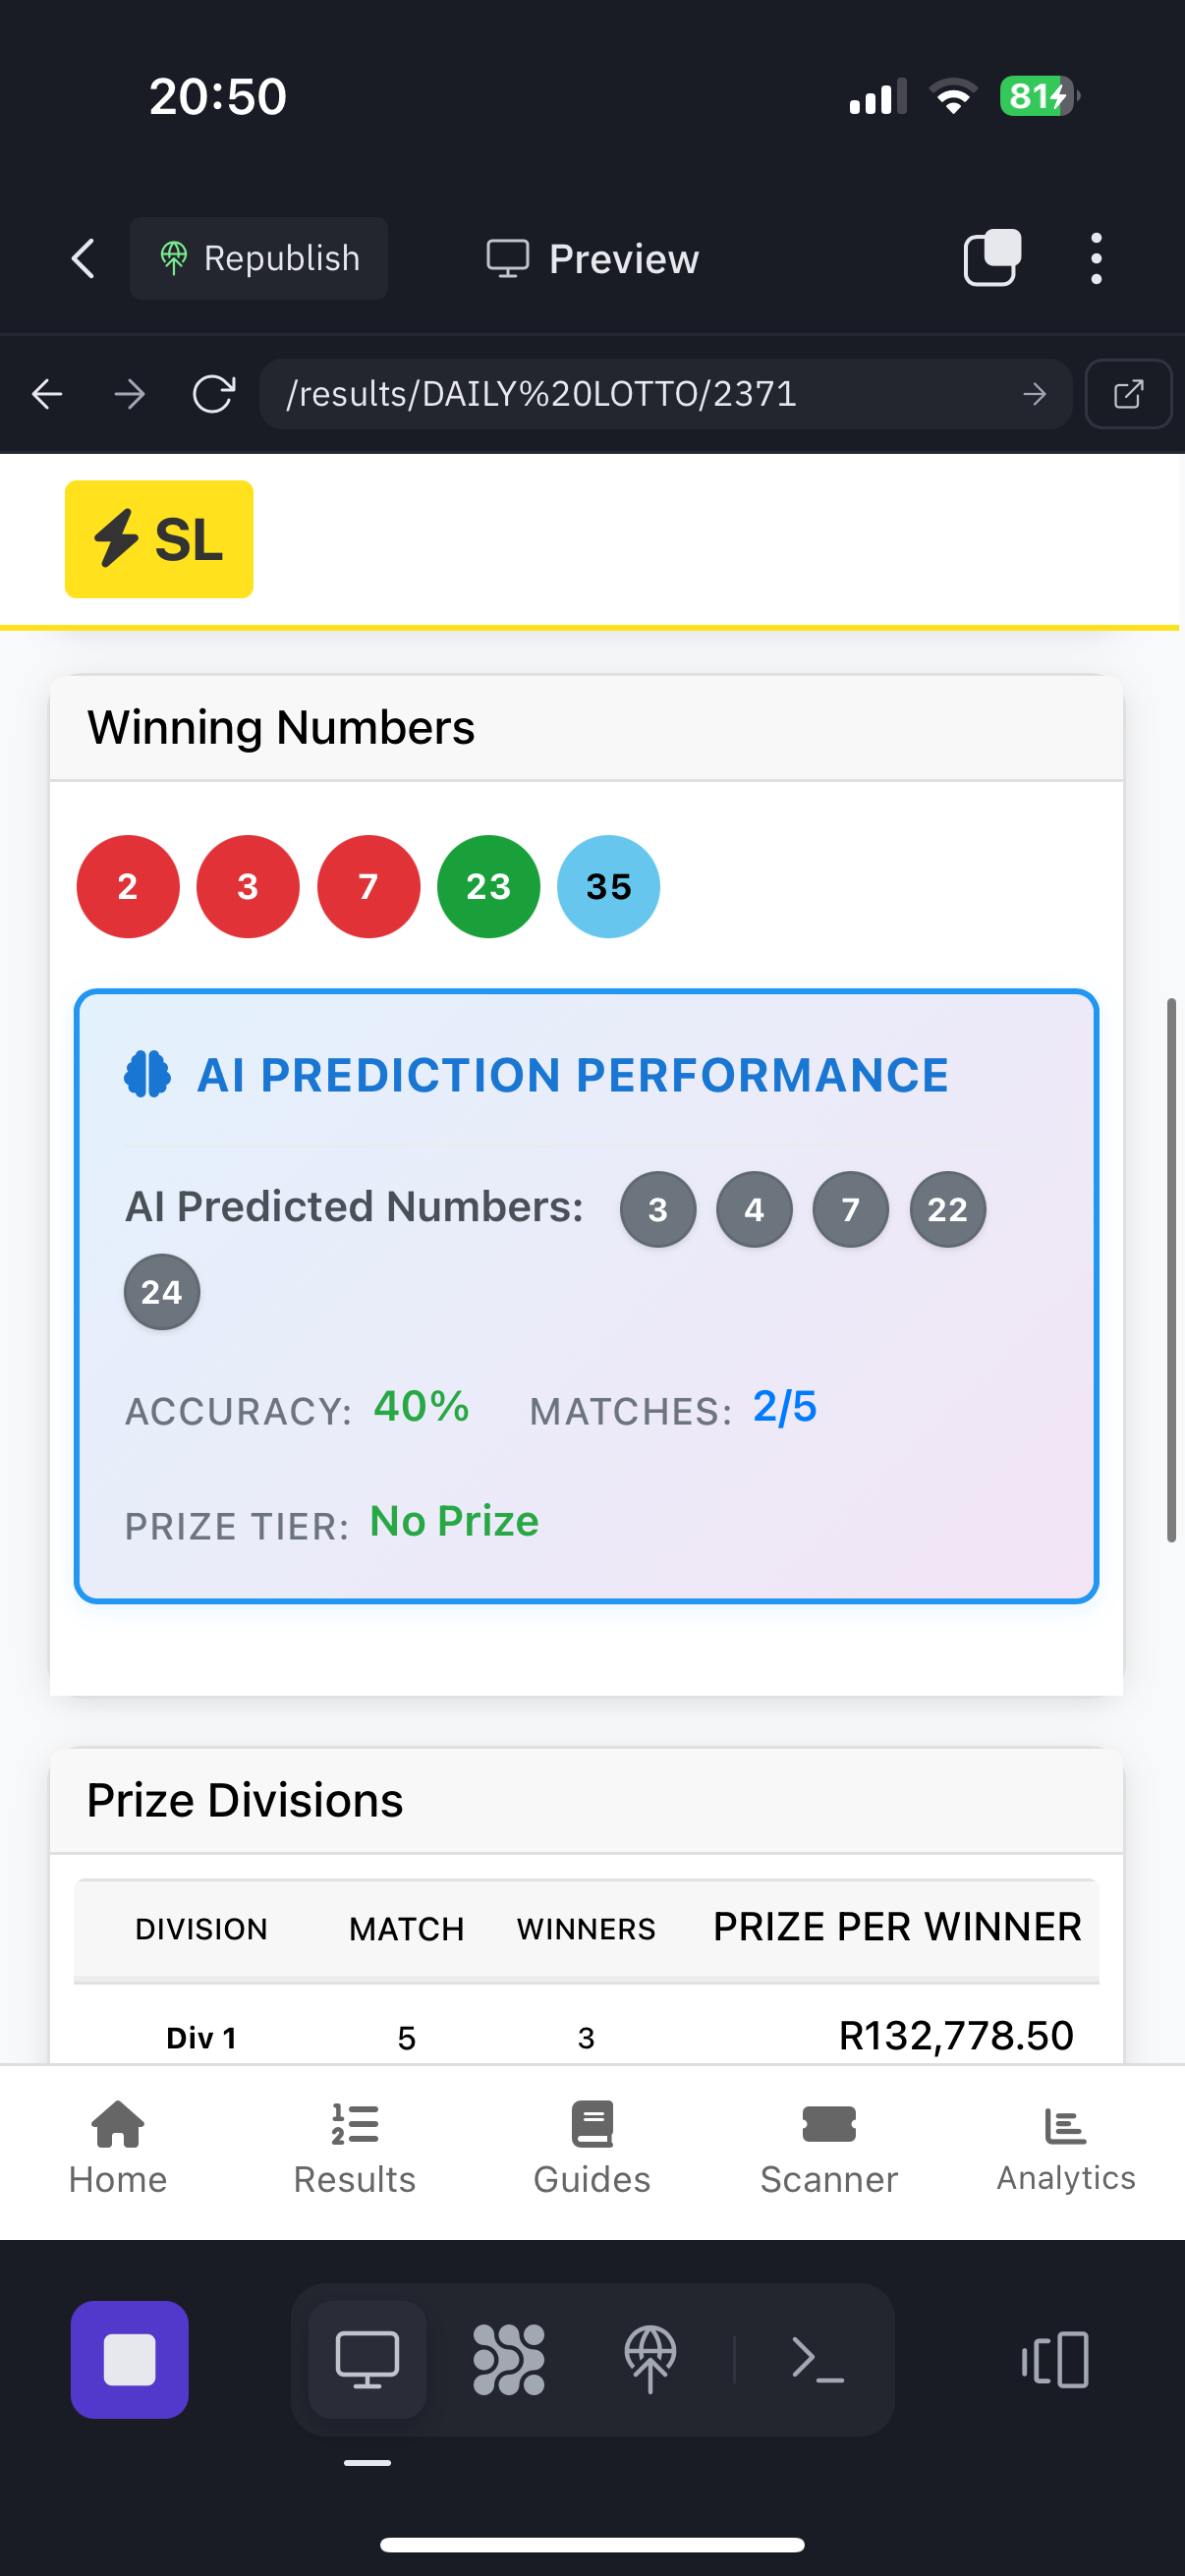 20:50
81
Republish
Preview
/results/DAILY%20LOTTO/2371
SL
Winning Numbers
2 3 7 23 35
AI PREDICTION PERFORMANCE
AI Predicted Numbers: 3 4 7 22
24
ACCURACY: 40% MATCHES: 2/5
PRIZE TIER: No Prize
Prize Divisions
DIVISION MATCH WINNERS PRIZE PER WINNER
Div 1 5 3 R132,778.50
Home Results Guides Scanner Analytics